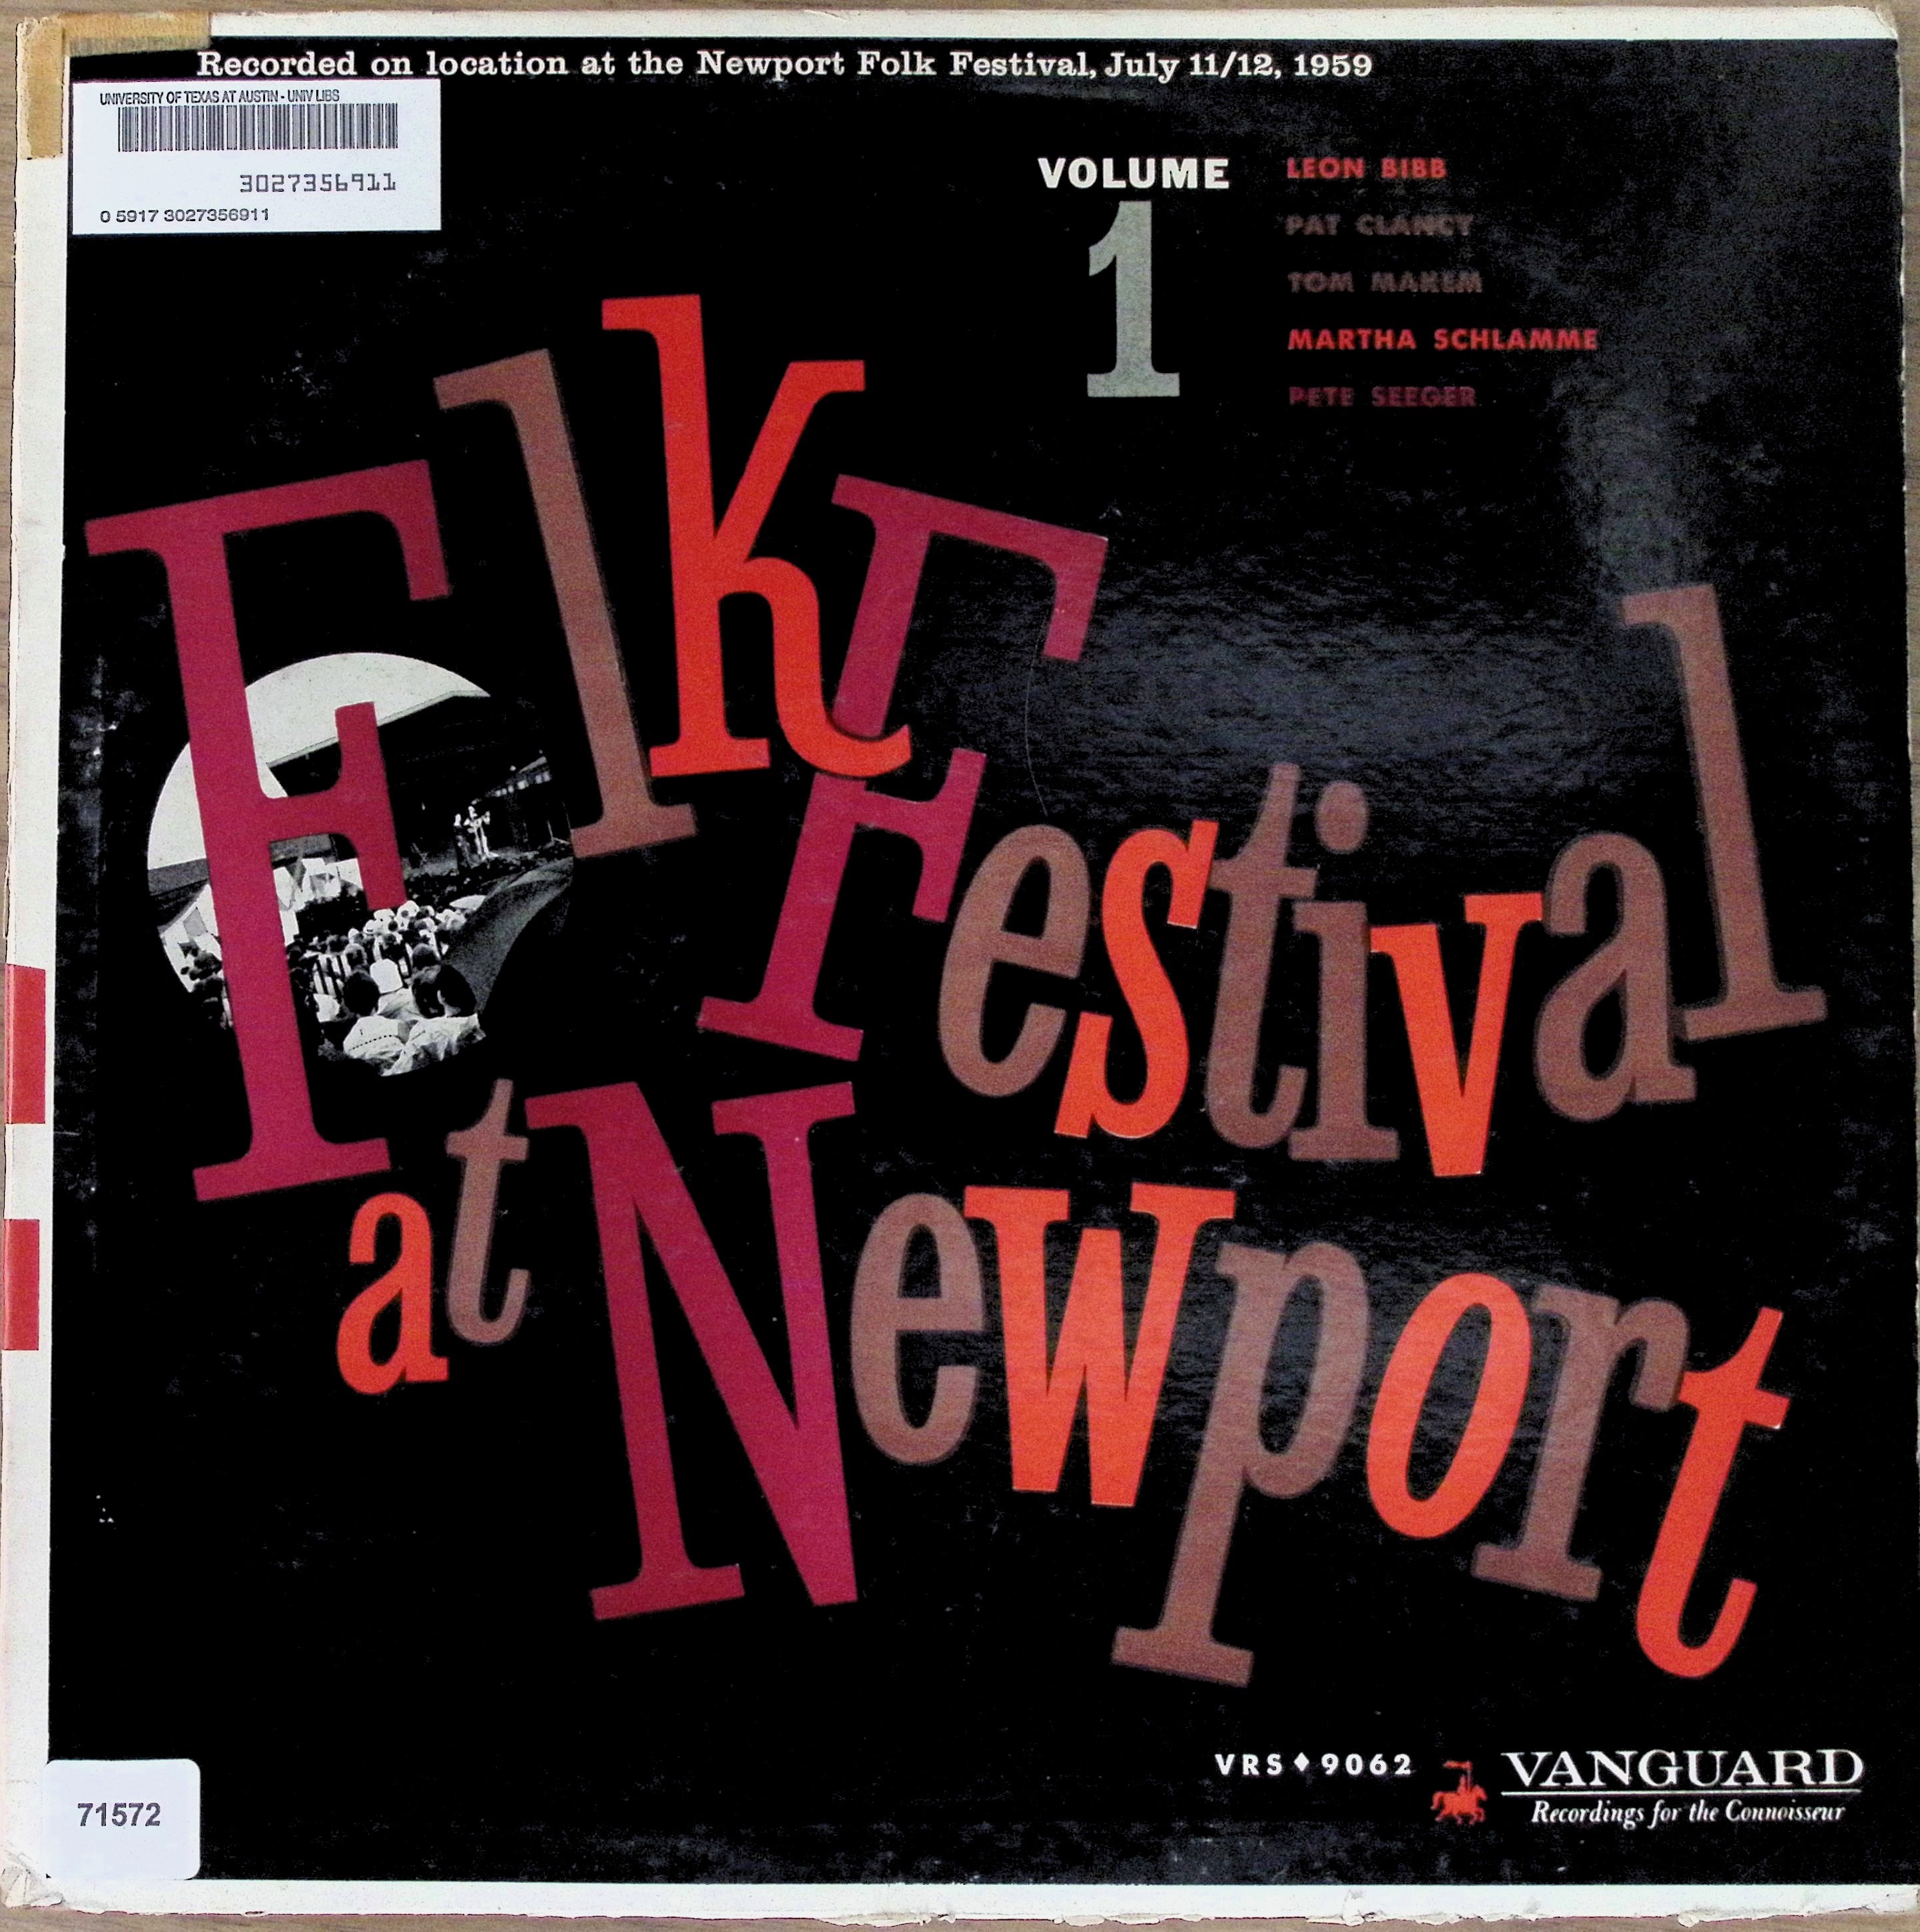 Recorded on location at the Newport Folk Festival, July 11/12, 1959
UNIVERSITY OF TEXAS AT AUSTIN - UNIV LIBS
3027356911
0 5917 3027356911
VOLUME
1
LEON BIBB
PAT CLANCY
TOM MAKEM
MARTHA SCHLAMME
PETE SEEGER
F lk
Festival
at Newport
VRS♦9062
VANGUARD
Recordings for the Connoisseur
71572